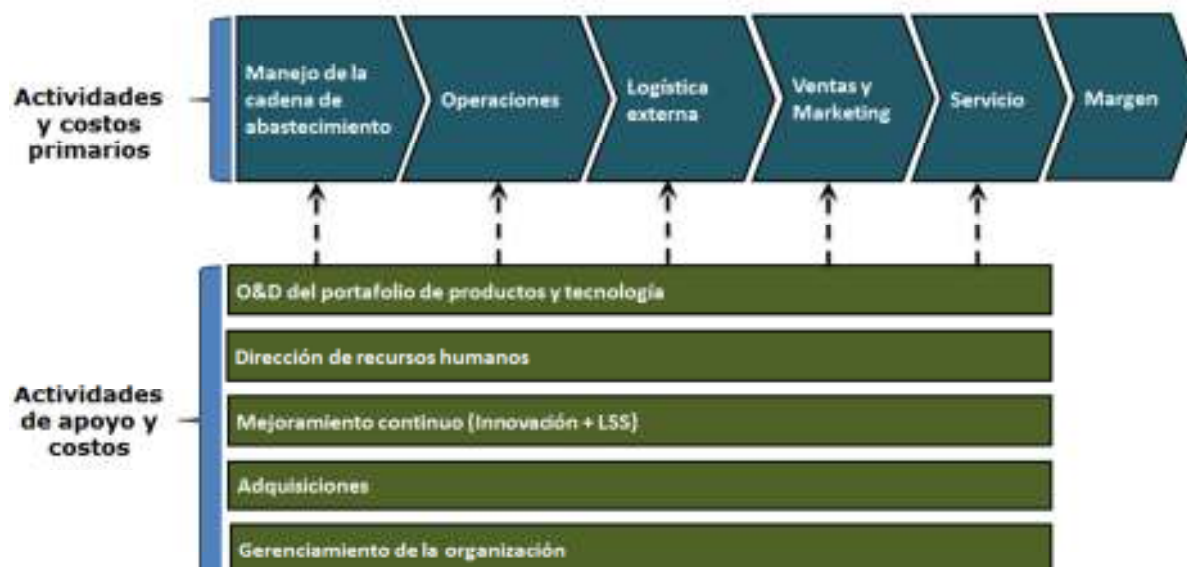 Actividades
y costos
primarios
Manejo de la
cadena de
abastecimiento
Operaciones
Logística
externa
Ventas y
Marketing
Servicio
Margen
Actividades
de apoyo y
costos
O&D del portafolio de productos y tecnología
Dirección de recursos humanos
Mejoramiento continuo (Innovación + LSS)
Adquisiciones
Gerenciamiento de la organización